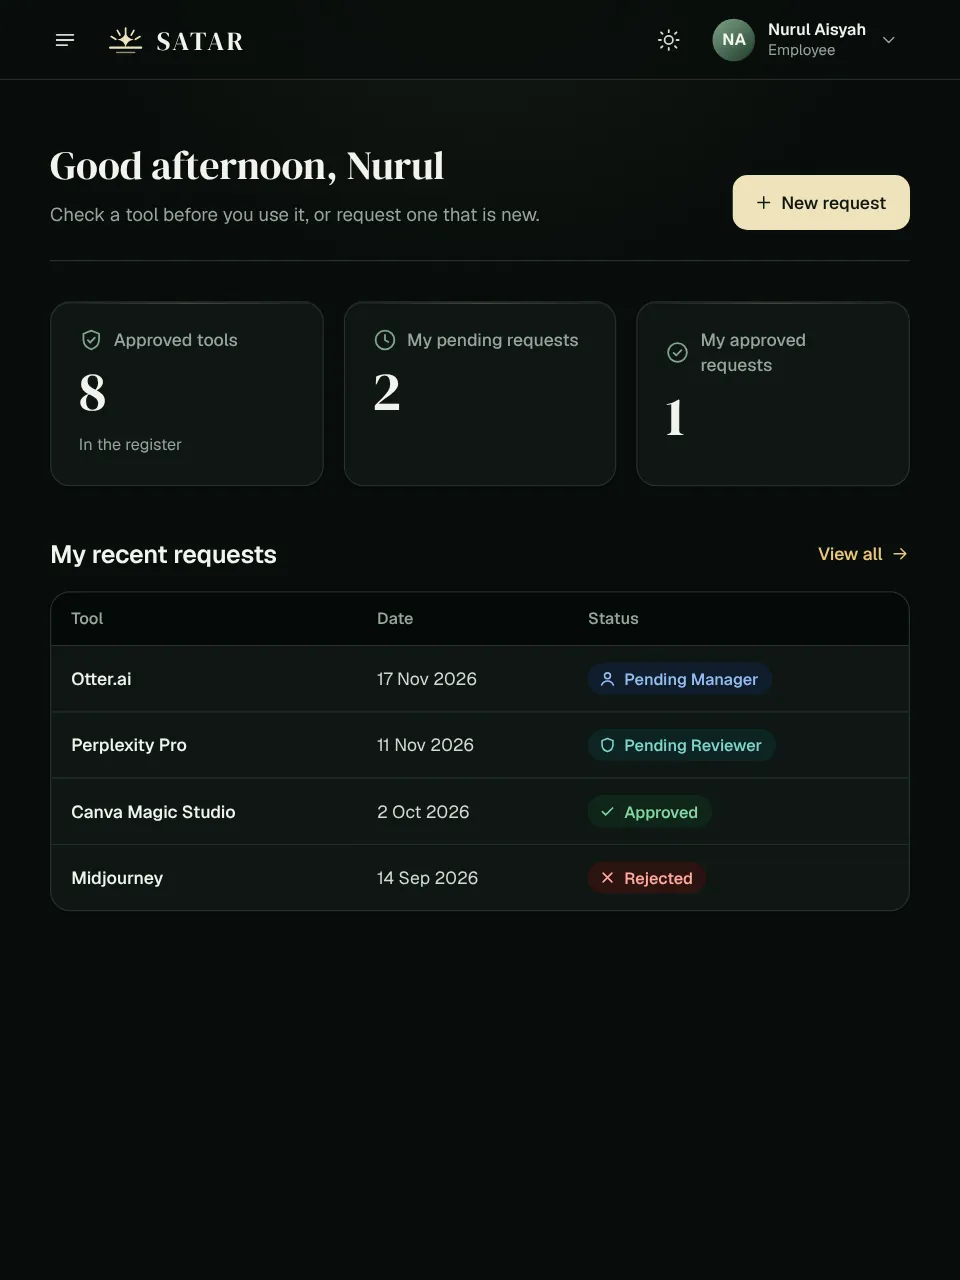 SATAR
NA
Nurul Aisyah
Employee
Good afternoon, Nurul
Check a tool before you use it, or request one that is new.
New request
Approved tools
8
In the register
My pending requests
2
My approved
requests
1
My recent requests
View all
Tool Date Status
Otter.ai 17 Nov 2026 Pending Manager
Perplexity Pro 11 Nov 2026 Pending Reviewer
Canva Magic Studio 2 Oct 2026 Approved
Midjourney 14 Sep 2026 Rejected